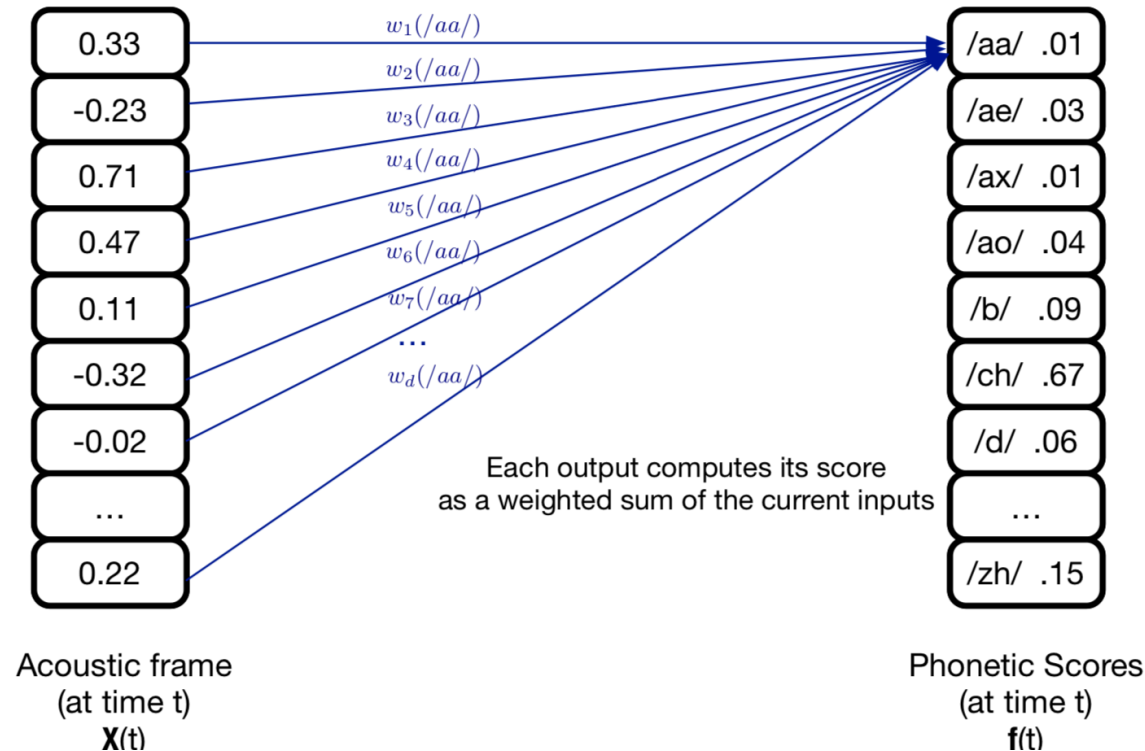 0.33
-0.23
0.71
0.47
0.11
-0.32
-0.02
...
0.22
Acoustic frame
(at time t)
X(t)
w₁(/aa/)
w₂(/aa/)
w₃(/aa/)
w₄(/aa/)
w₅(/aa/)
w₆(/aa/)
w₇(/aa/)
...
w_d(/aa/)
Each output computes its score
as a weighted sum of the current inputs
/aa/ .01
/ae/ .03
/ax/ .01
/ao/ .04
/b/ .09
/ch/ .67
/d/ .06
...
/zh/ .15
Phonetic Scores
(at time t)
f(t)